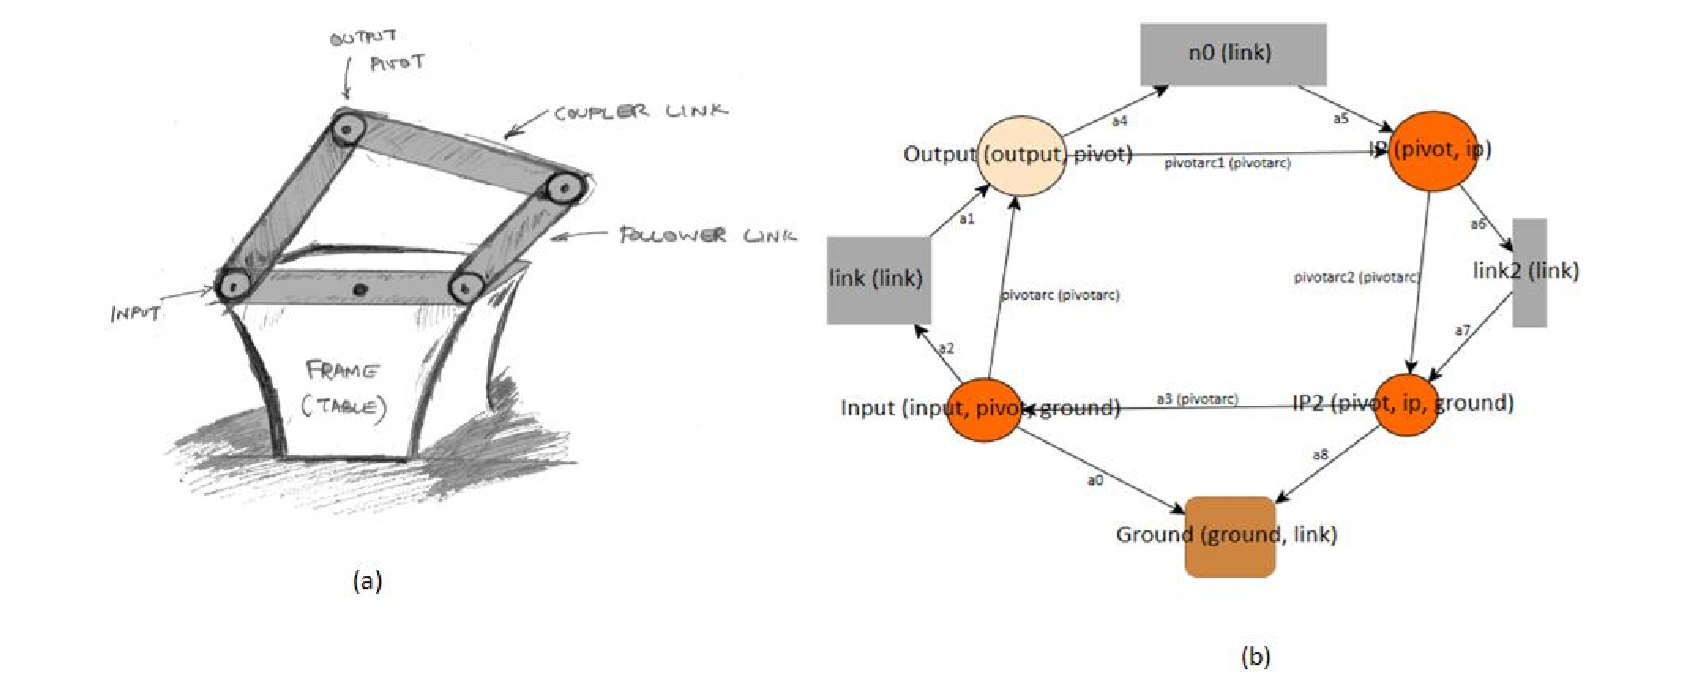 OUTPUT
PIVOT
COUPLER LINK
FOLLOWER LINK
INPUT
FRAME
(TABLE)
(a)
n0 (link)
a4
a5
Output (output, pivot)
IP (pivot, ip)
pivotarc1 (pivotarc)
a1
a6
link (link)
link2 (link)
pivotarc2 (pivotarc)
pivotarc (pivotarc)
a7
a2
Input (input, pivot, ground)
a3 (pivotarc)
IP2 (pivot, ip, ground)
a8
a0
Ground (ground, link)
(b)